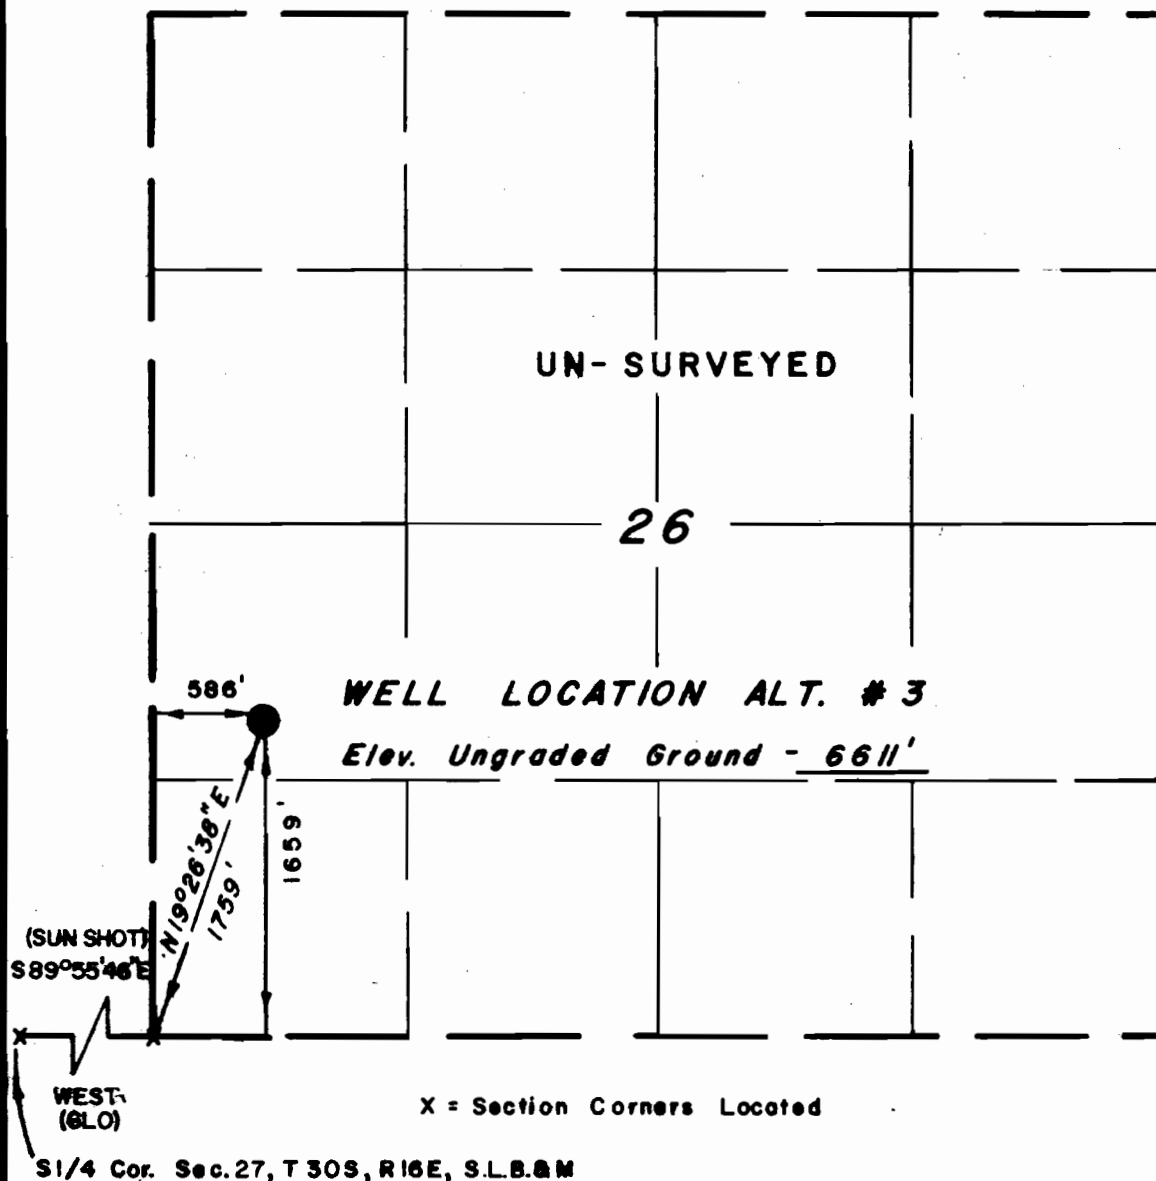 UN-SURVEYED
26
586'
WELL LOCATION ALT. #3
Elev. Ungraded Ground - 6611'
N19°26'38"E
1759'
1659'
(SUN SHOT)
S89°55'46"E
WEST
(GLO)
X = Section Corners Located
S1/4 Cor. Sec.27, T30S, R16E, S.L.B.&M